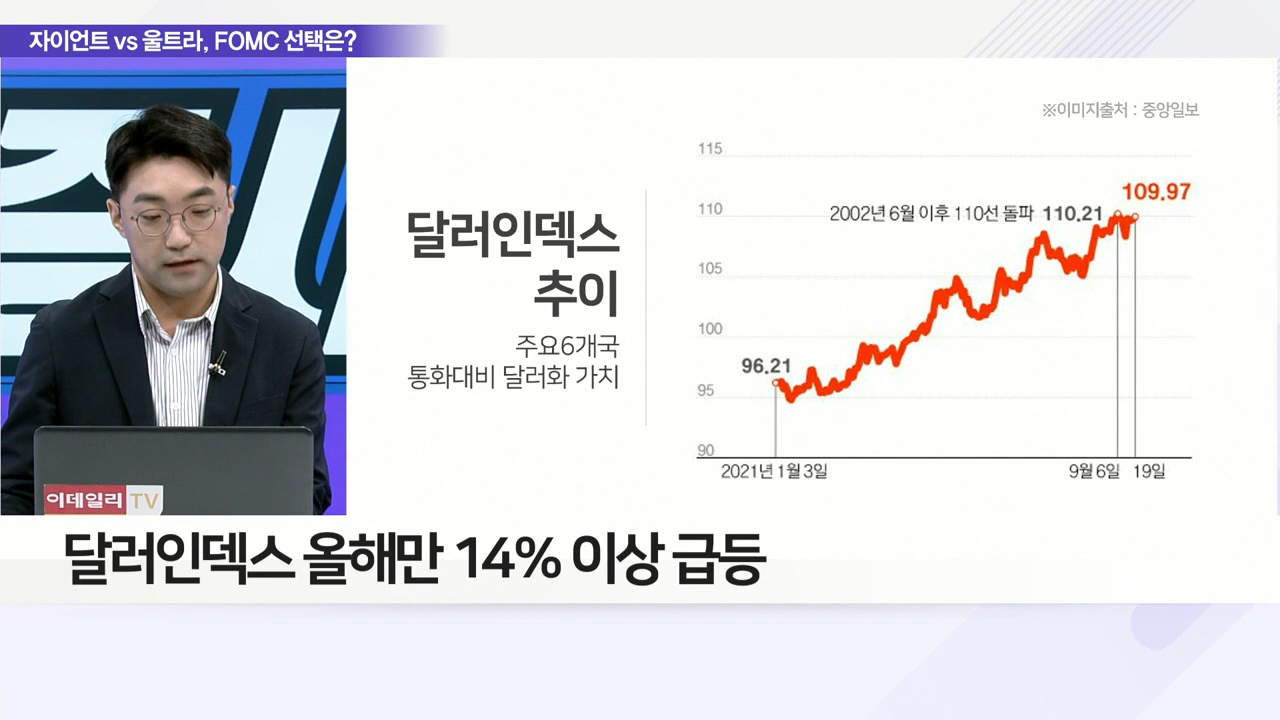 자이언트 vs 울트라, FOMC 선택은?
※이미지출처 : 중앙일보
달러인덱스
추이
주요6개국
통화대비 달러화 가치
115
109.97
110
2002년 6월 이후 110선 돌파 110.21
105
100
96.21
95
90
2021년 1월 3일
9월 6일
19일
이데일리 TV
달러인덱스 올해만 14% 이상 급등